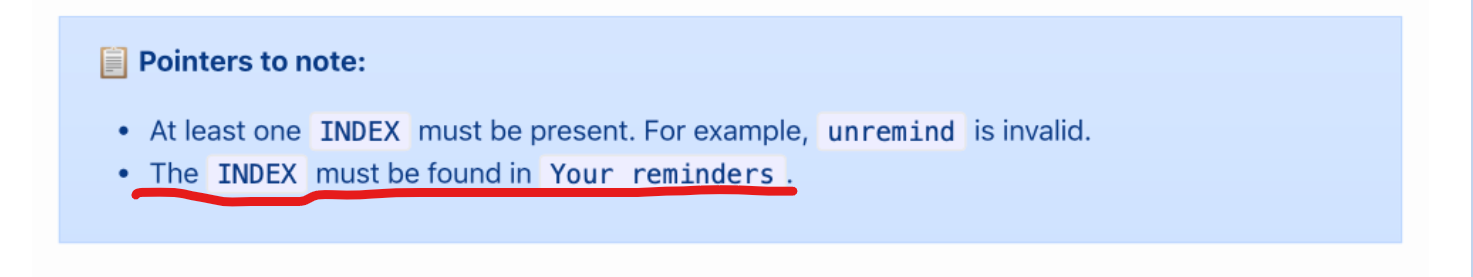 Pointers to note:
At least one INDEX must be present. For example, unremind is invalid.
The INDEX must be found in Your reminders .